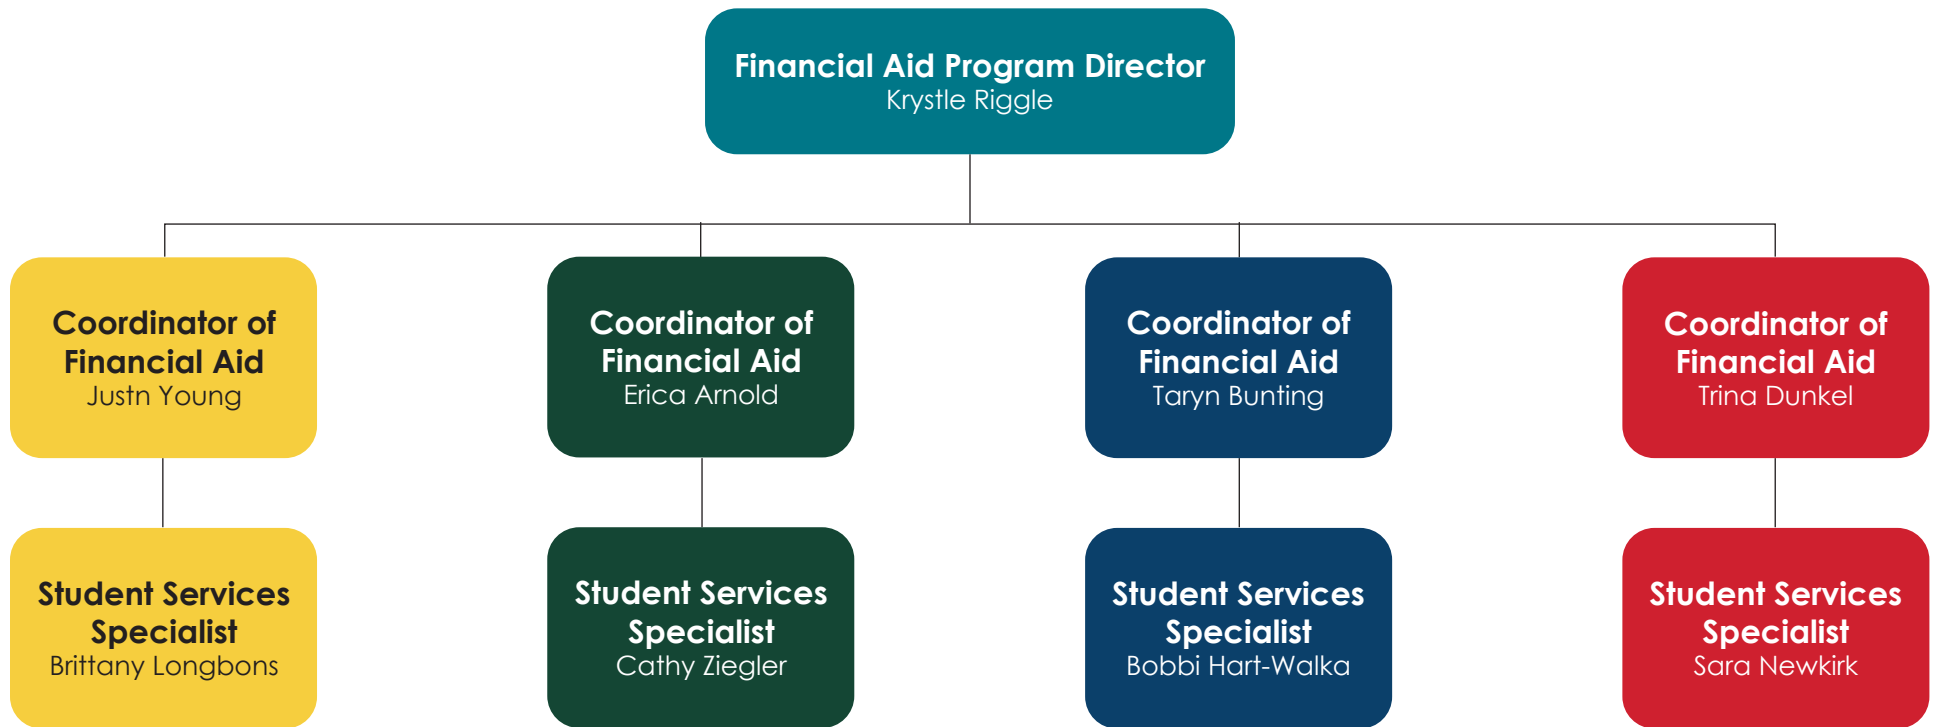 Financial Aid Program Director
Krystle Riggle
Coordinator of
Financial Aid
Justn Young
Coordinator of
Financial Aid
Erica Arnold
Coordinator of
Financial Aid
Taryn Bunting
Coordinator of
Financial Aid
Trina Dunkel
Student Services
Specialist
Brittany Longbons
Student Services
Specialist
Cathy Ziegler
Student Services
Specialist
Bobbi Hart-Walka
Student Services
Specialist
Sara Newkirk